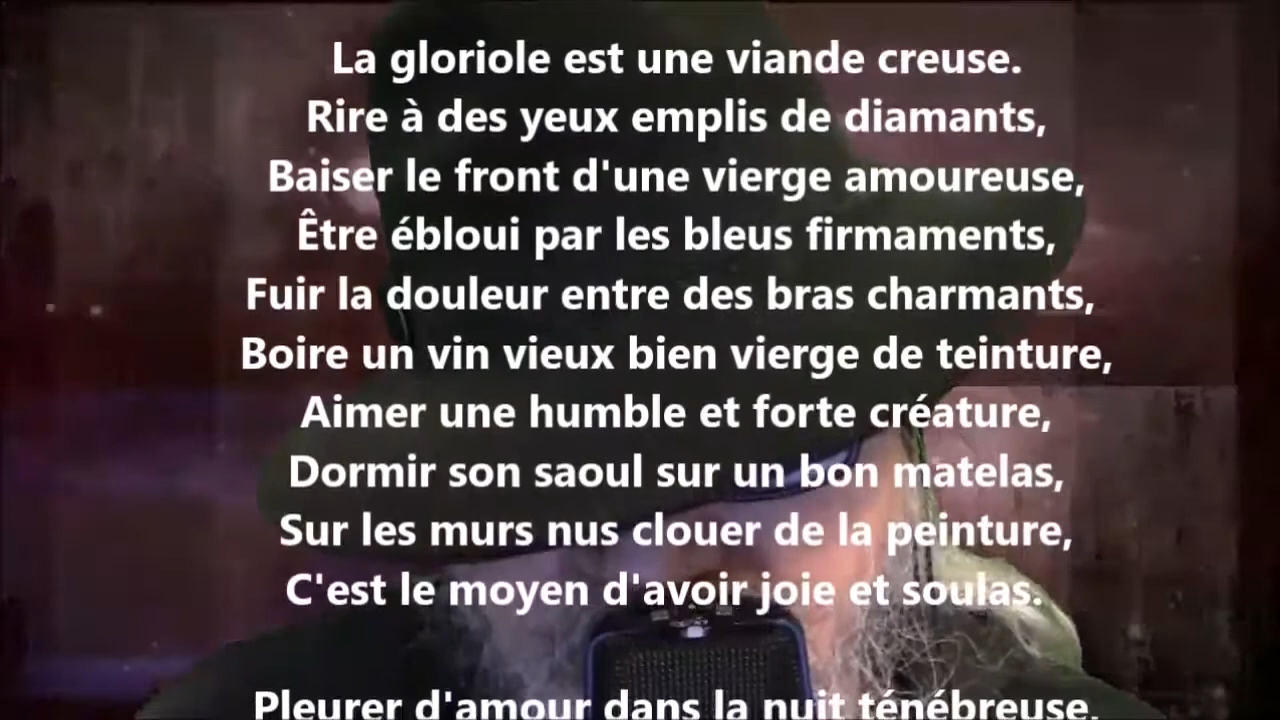 La gloriole est une viande creuse.
Rire à des yeux emplis de diamants,
Baiser le front d'une vierge amoureuse,
Être ébloui par les bleus firmaments,
Fuir la douleur entre des bras charmants,
Boire un vin vieux bien vierge de teinture,
Aimer une humble et forte créature,
Dormir son saoul sur un bon matelas,
Sur les murs nus clouer de la peinture,
C'est le moyen d'avoir joie et soulas.
Pleurer d'amour dans la nuit ténébreuse,